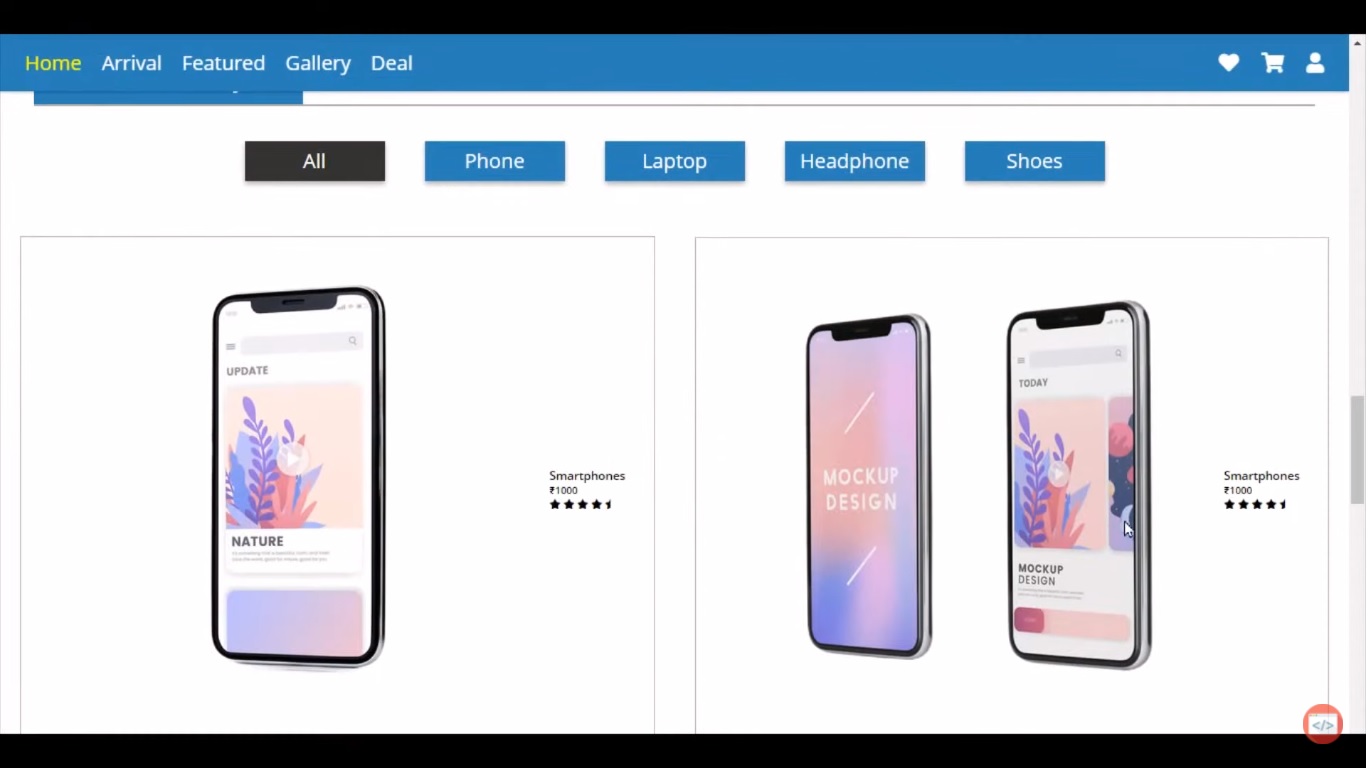 Home Arrival Featured Gallery Deal
All Phone Laptop Headphone Shoes
UPDATE
NATURE
Smartphones
₹1000
MOCKUP
DESIGN
TODAY
MOCKUP
DESIGN
Smartphones
₹1000
</>